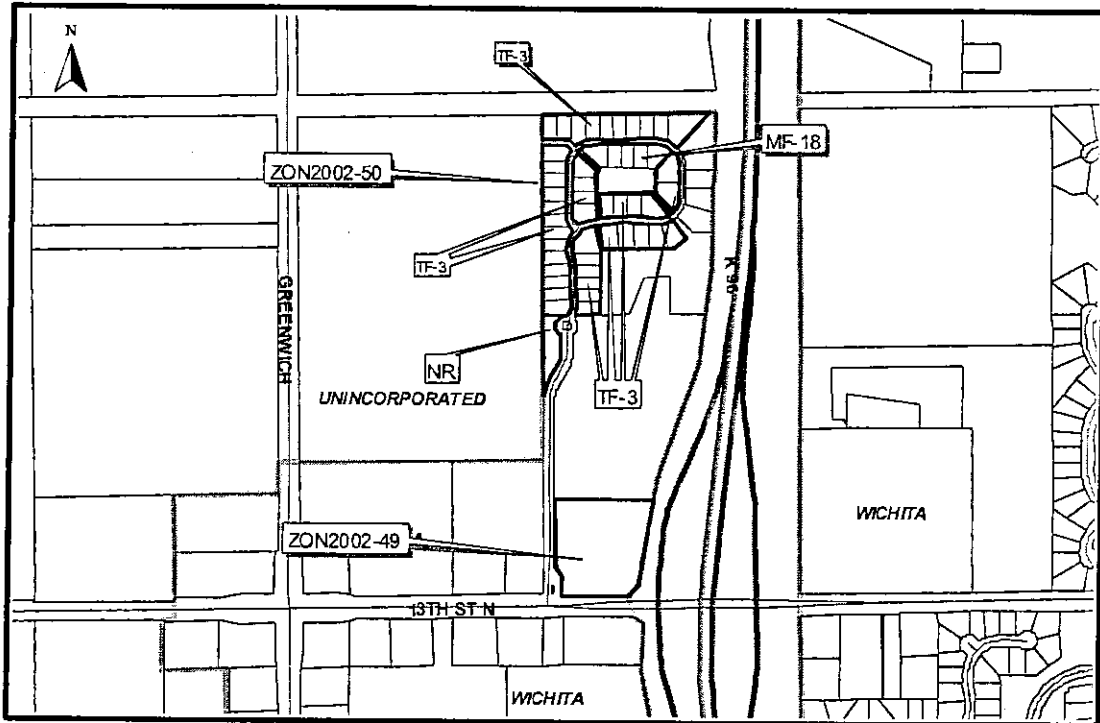 N
TF-3
MF-18
ZON2002-50
TF-3
GREENWICH
K 96
NR
UNINCORPORATED
TF-3
ZON2002-49
WICHITA
13TH ST N
WICHITA